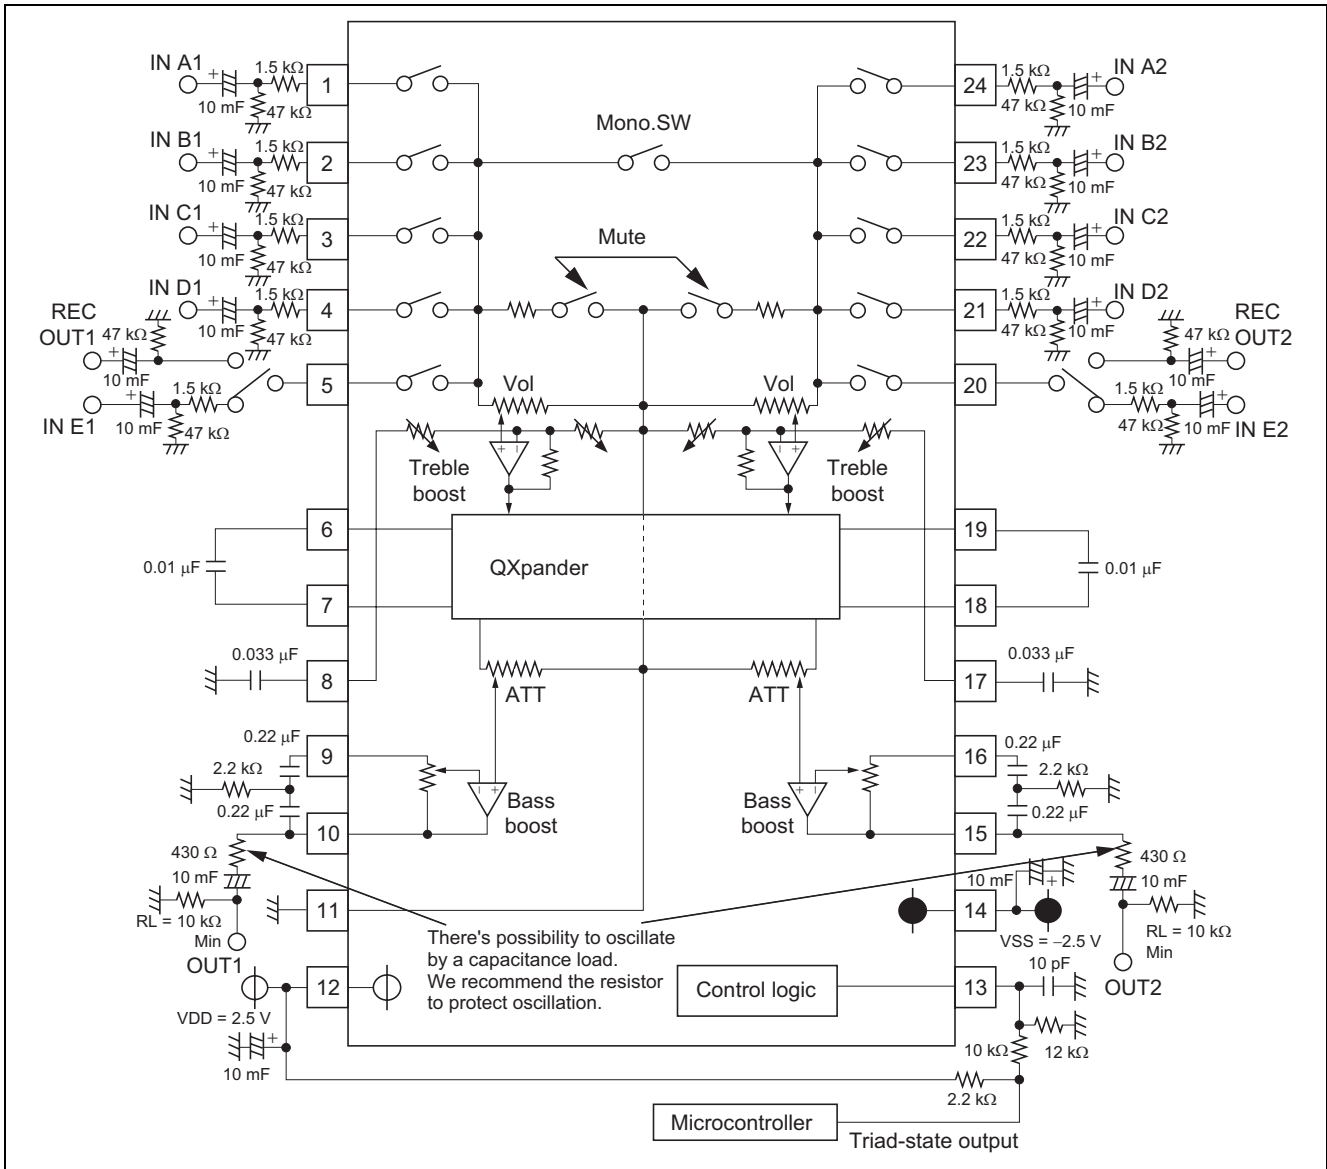 IN A1
1.5 kΩ
10 mF
47 kΩ
1
24
1.5 kΩ
IN A2
47 kΩ
10 mF
Mono.SW
IN B1
1.5 kΩ
10 mF
47 kΩ
2
23
1.5 kΩ
IN B2
47 kΩ
10 mF
IN C1
1.5 kΩ
10 mF
47 kΩ
3
Mute
22
1.5 kΩ
IN C2
47 kΩ
10 mF
IN D1
1.5 kΩ
10 mF
47 kΩ
4
21
1.5 kΩ
IN D2
47 kΩ
10 mF
REC
OUT1
47 kΩ
10 mF
REC
OUT2
47 kΩ
10 mF
5
20
Vol
Vol
1.5 kΩ
IN E1
10 mF
47 kΩ
1.5 kΩ
47 kΩ
10 mF
IN E2
Treble
boost
Treble
boost
6
19
0.01 µF
QXpander
0.01 µF
7
18
0.033 µF
8
ATT
ATT
17
0.033 µF
0.22 µF
9
16
0.22 µF
2.2 kΩ
2.2 kΩ
0.22 µF
Bass
boost
Bass
boost
0.22 µF
10
15
430 Ω
10 mF
RL = 10 kΩ
Min
OUT1
430 Ω
10 mF
10 mF
RL = 10 kΩ
Min
OUT2
11
14
VSS = −2.5 V
There's possibility to oscillate
by a capacitance load.
We recommend the resistor
to protect oscillation.
12
VDD = 2.5 V
10 mF
Control logic
13
10 pF
12 kΩ
10 kΩ
2.2 kΩ
Microcontroller
Triad-state output